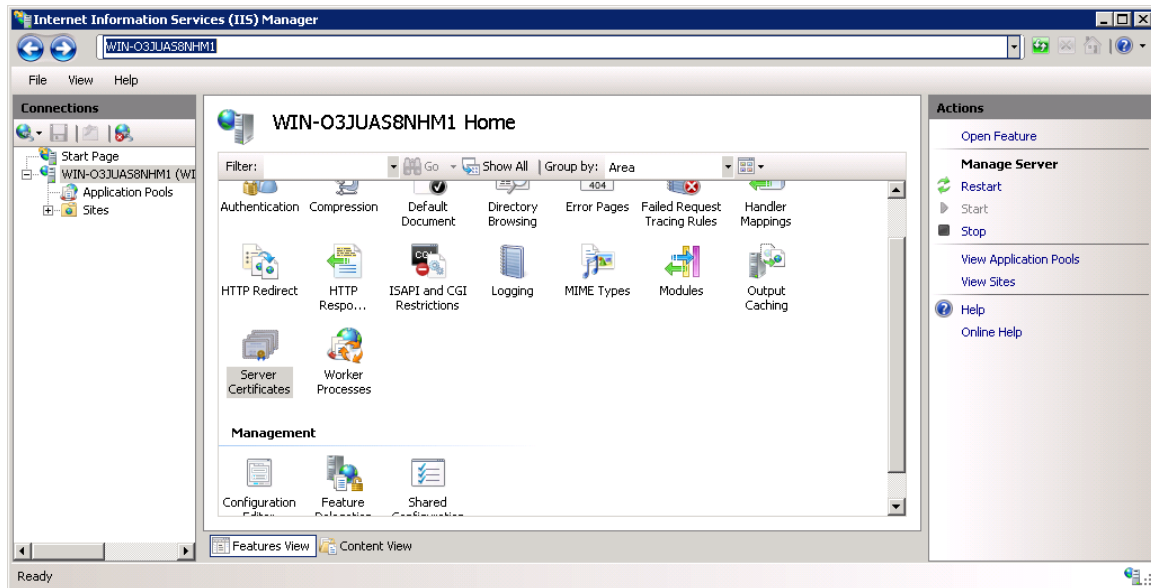 Internet Information Services (IIS) Manager
WIN-O3JUAS8NHM1
File View Help
Connections
Start Page
WIN-O3JUAS8NHM1 (WI
Application Pools
Sites
WIN-O3JUAS8NHM1 Home
Filter: Go Show All Group by: Area
404
Authentication Compression Default Document Directory Browsing Error Pages Failed Request Tracing Rules Handler Mappings
CGI
HTTP Redirect HTTP Respo... ISAPI and CGI Restrictions Logging MIME Types Modules Output Caching
Server Certificates Worker Processes
Management
Configuration Editor Feature Delegation Shared Configuration
Features View Content View
Actions
Open Feature
Manage Server
Restart
Start
Stop
View Application Pools
View Sites
Help
Online Help
Ready